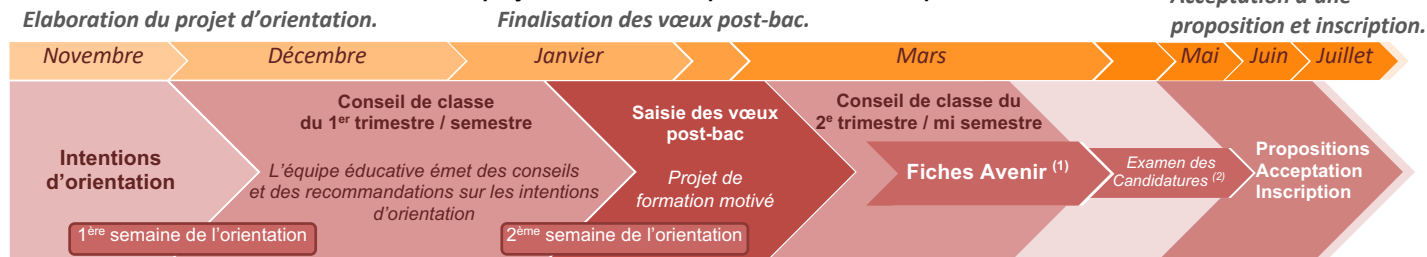 Elaboration du projet d'orientation.
Finalisation des vœux post-bac.
proposition et inscription.
Novembre
Décembre
Janvier
Mars
Mai
Juin
Juillet
Intentions
d'orientation
1ère semaine de l'orientation
Conseil de classe
du 1er trimestre / semestre
L'équipe éducative émet des conseils
et des recommandations sur les intentions
d'orientation
Saisie des vœux
post-bac
Projet de
formation motivé
2ème semaine de l'orientation
Conseil de classe du
2e trimestre / mi semestre
Fiches Avenir (1)
Examen des
Candidatures (2)
Propositions
Acceptation
Inscription